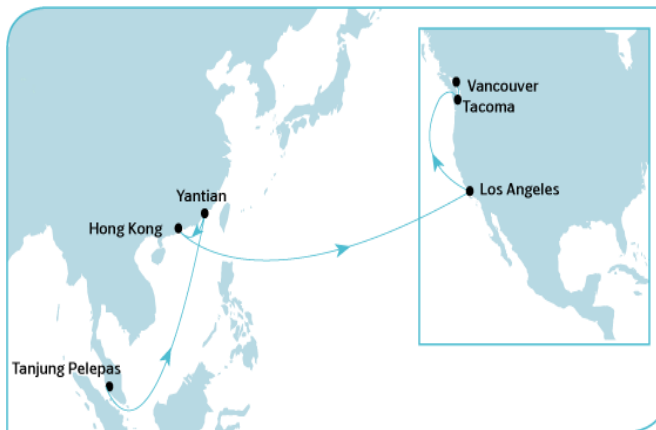 Vancouver
Tacoma
Yantian
Los Angeles
Hong Kong
Tanjung Pelepas